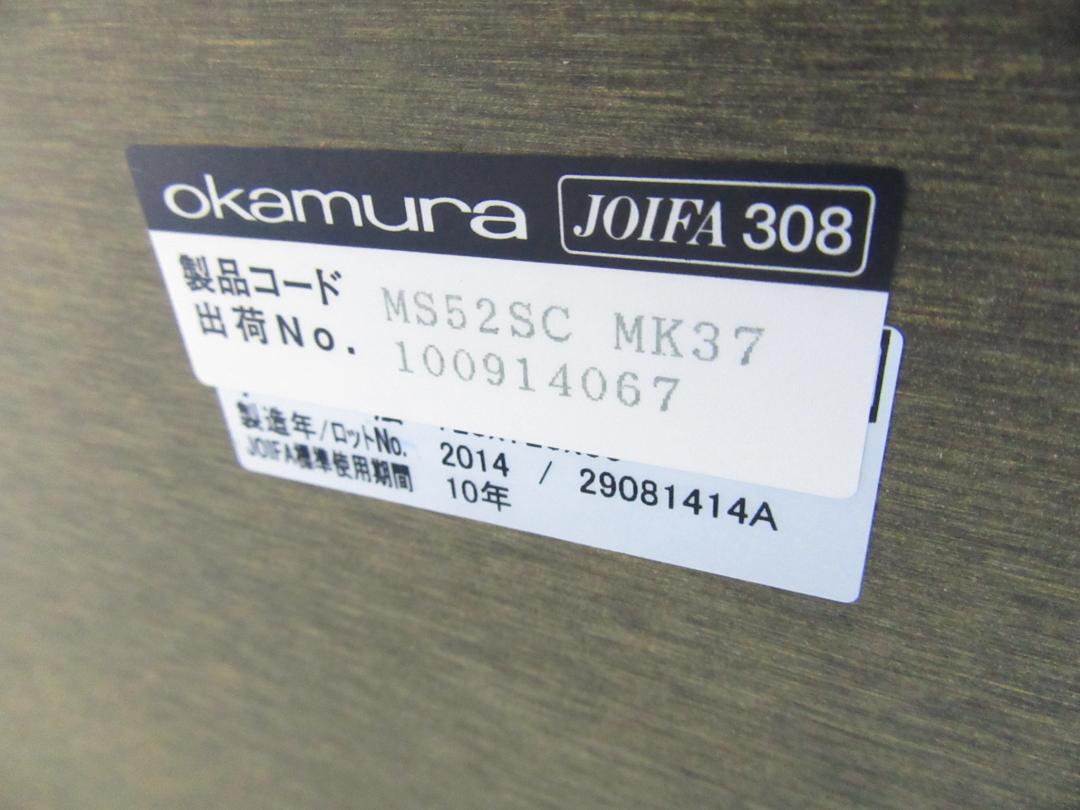 okamura JOIFA 308
製品コード MS52SC MK37
出荷No. 100914067
製造年/ロットNo. 2014 / 29081414A
JOIFA標準使用期間 10年